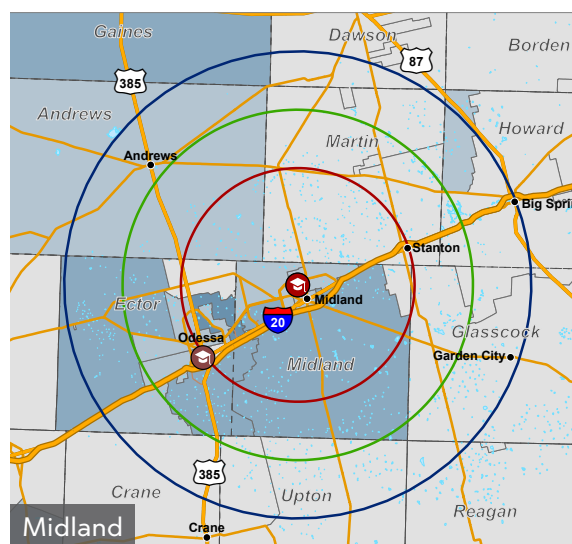 Gaines
Dawson
Borden
385
87
Andrews
Howard
Martin
Andrews
Big Spri
Stanton
Ector
Midland
20
Glasscock
Odessa
Garden City
Midland
385
Crane
Upton
Reagan
Midland
Crane